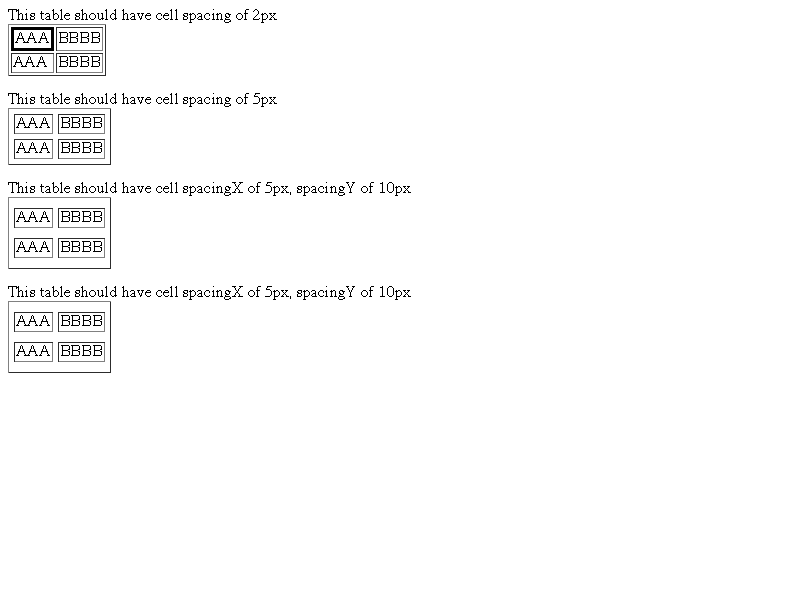 This table should have cell spacing of 2px
AAA BBBB
AAA BBBB
This table should have cell spacing of 5px
AAA BBBB
AAA BBBB
This table should have cell spacingX of 5px, spacingY of 10px
AAA BBBB
AAA BBBB
This table should have cell spacingX of 5px, spacingY of 10px
AAA BBBB
AAA BBBB